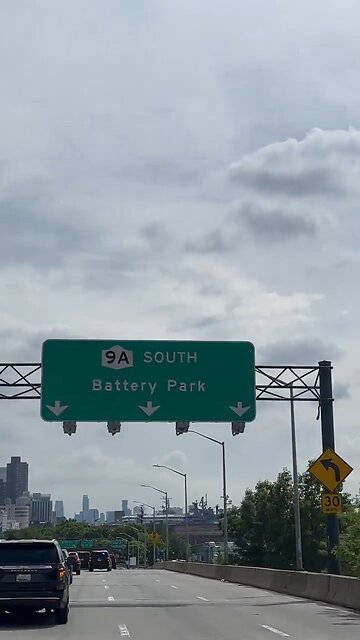 9A SOUTH
Battery Park
30
M.P.H.